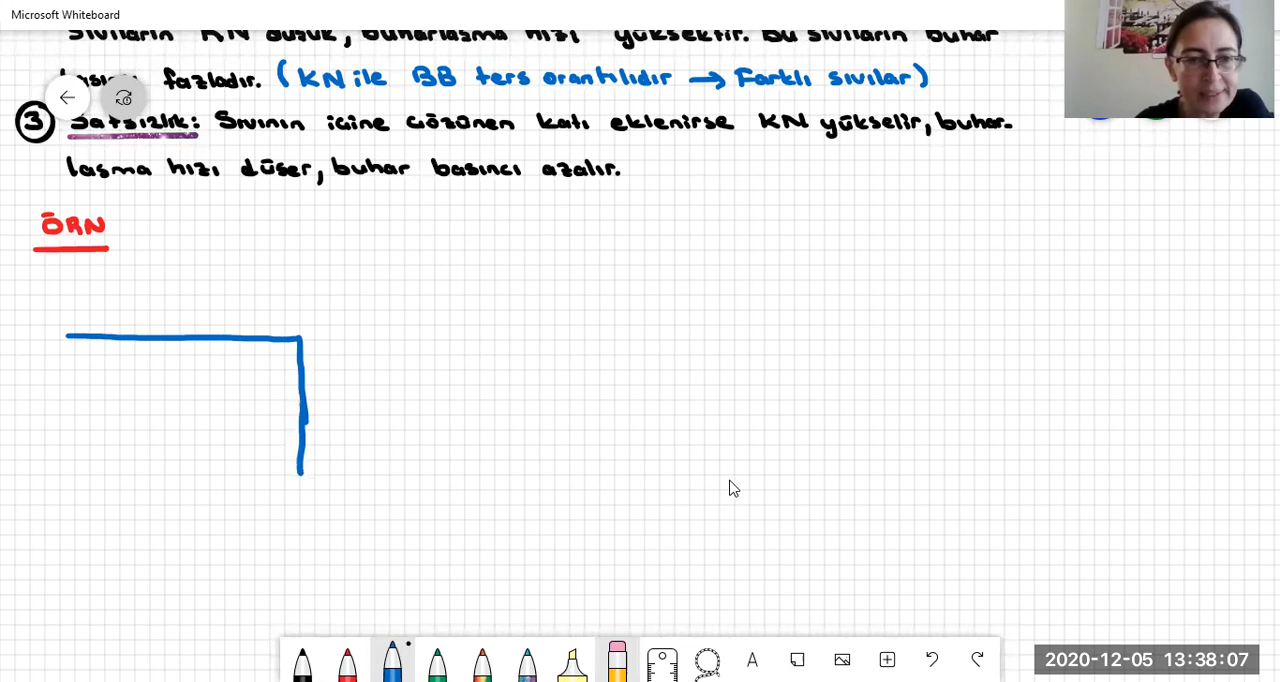 Microsoft Whiteboard
sıvıların KN düşük, buharlaşma hızı yüksektir. Bu sıvıların buhar
fazladır. (KN ile BB ters orantılıdır → Farklı sıvılar)
③ Safsızlık: Sıvının içine çözünen katı eklenirse KN yükselir, buhar-
laşma hızı düşer, buhar basıncı azalır.
ÖRN
A
2020-12-05 13:38:07